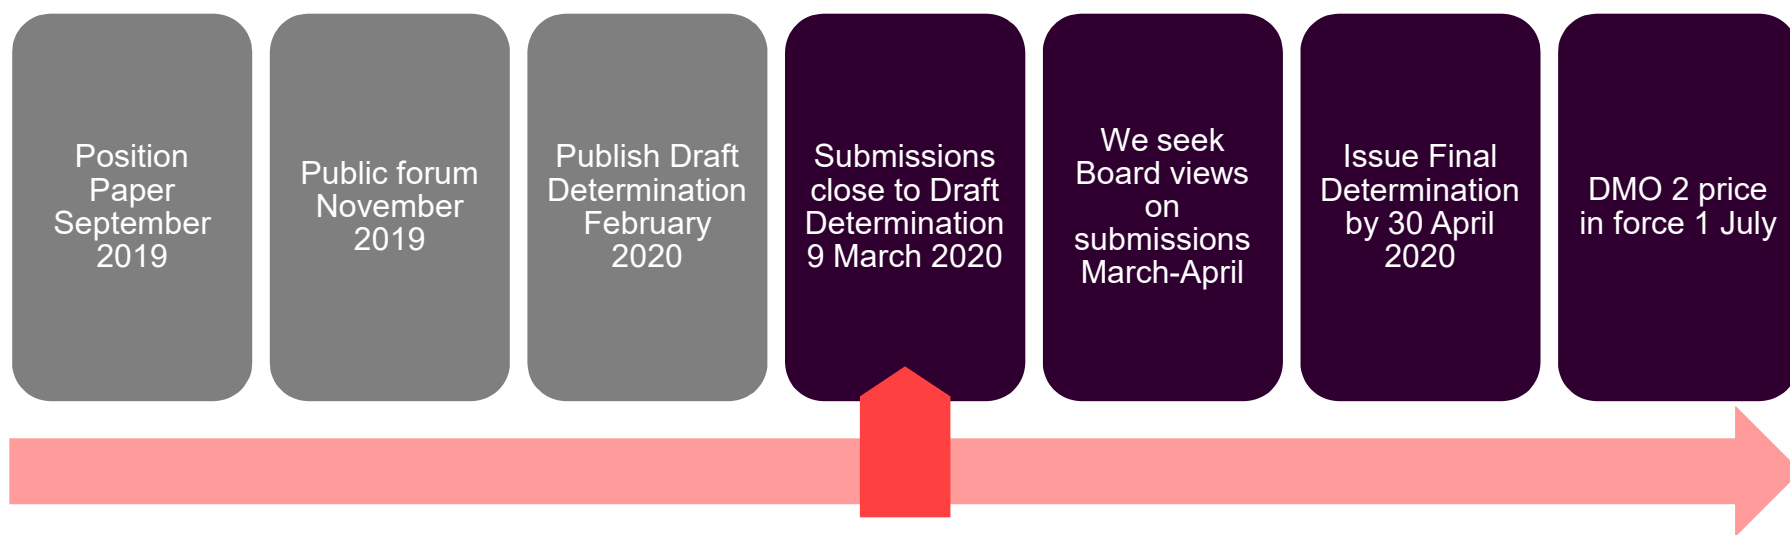 Position
Paper
September
2019
Public forum
November
2019
Publish Draft
Determination
February
2020
Submissions
close to Draft
Determination
9 March 2020
We seek
Board views
on
submissions
March-April
Issue Final
Determination
by 30 April
2020
DMO 2 price
in force 1 July